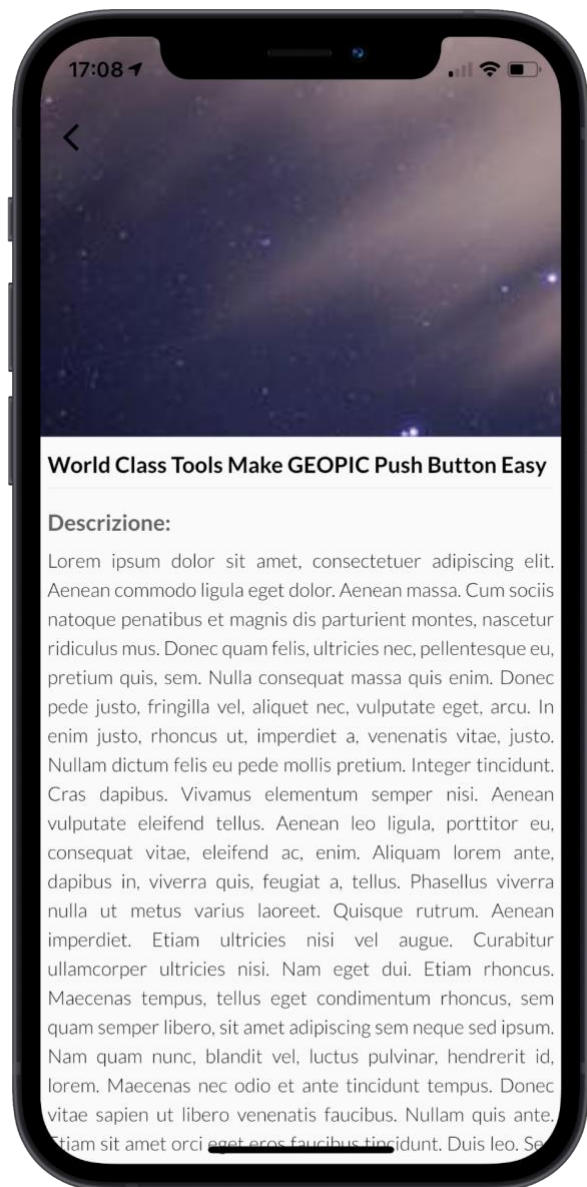 17:08
World Class Tools Make GEOPIC Push Button Easy
Descrizione:
Lorem ipsum dolor sit amet, consectetuer adipiscing elit.
Aenean commodo ligula eget dolor. Aenean massa. Cum sociis
natoque penatibus et magnis dis parturient montes, nascetur
ridiculus mus. Donec quam felis, ultricies nec, pellentesque eu,
pretium quis, sem. Nulla consequat massa quis enim. Donec
pede justo, fringilla vel, aliquet nec, vulputate eget, arcu. In
enim justo, rhoncus ut, imperdiet a, venenatis vitae, justo.
Nullam dictum felis eu pede mollis pretium. Integer tincidunt.
Cras dapibus. Vivamus elementum semper nisi. Aenean
vulputate eleifend tellus. Aenean leo ligula, porttitor eu,
consequat vitae, eleifend ac, enim. Aliquam lorem ante,
dapibus in, viverra quis, feugiat a, tellus. Phasellus viverra
nulla ut metus varius laoreet. Quisque rutrum. Aenean
imperdiet. Etiam ultricies nisi vel augue. Curabitur
ullamcorper ultricies nisi. Nam eget dui. Etiam rhoncus.
Maecenas tempus, tellus eget condimentum rhoncus, sem
quam semper libero, sit amet adipiscing sem neque sed ipsum.
Nam quam nunc, blandit vel, luctus pulvinar, hendrerit id,
lorem. Maecenas nec odio et ante tincidunt tempus. Donec
vitae sapien ut libero venenatis faucibus. Nullam quis ante.
Etiam sit amet orci eget eros faucibus tincidunt. Duis leo. Se